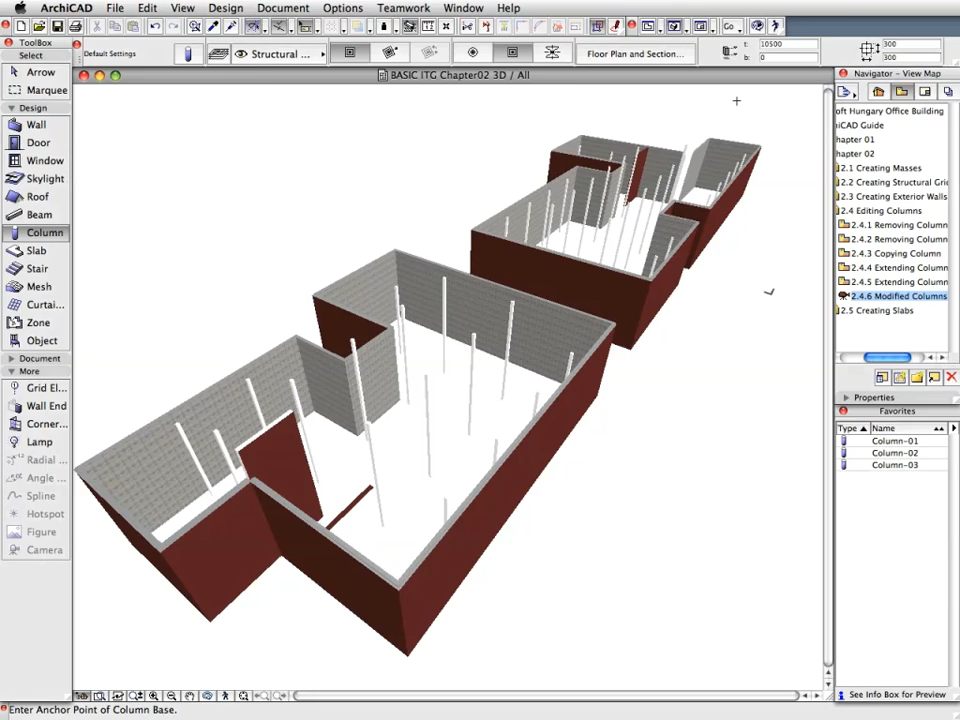 ArchiCAD File Edit View Design Document Options Teamwork Window Help
Go...
ToolBox
Select
Arrow
Marquee
Design
Wall
Door
Window
Skylight
Roof
Beam
Column
Slab
Stair
Mesh
Curtai...
Zone
Object
Document
More
Grid El...
Wall End
Corner...
Lamp
Radial ...
Angle ...
Spline
Hotspot
Figure
Camera
Default Settings
Structural ...
Floor Plan and Section...
t: 10500
b: 0
300
300
BASIC ITG Chapter02 3D / All
Navigator - View Map
oft Hungary Office Building
hiCAD Guide
hapter 01
hapter 02
2.1 Creating Masses
2.2 Creating Structural Gri
2.3 Creating Exterior Walls
2.4 Editing Columns
2.4.1 Removing Column
2.4.2 Removing Column
2.4.3 Copying Column
2.4.4 Extending Column
2.4.5 Extending Column
2.4.6 Modified Columns
2.5 Creating Slabs
Properties
Favorites
Type Name
Column-01
Column-02
Column-03
See Info Box for Preview
Enter Anchor Point of Column Base.